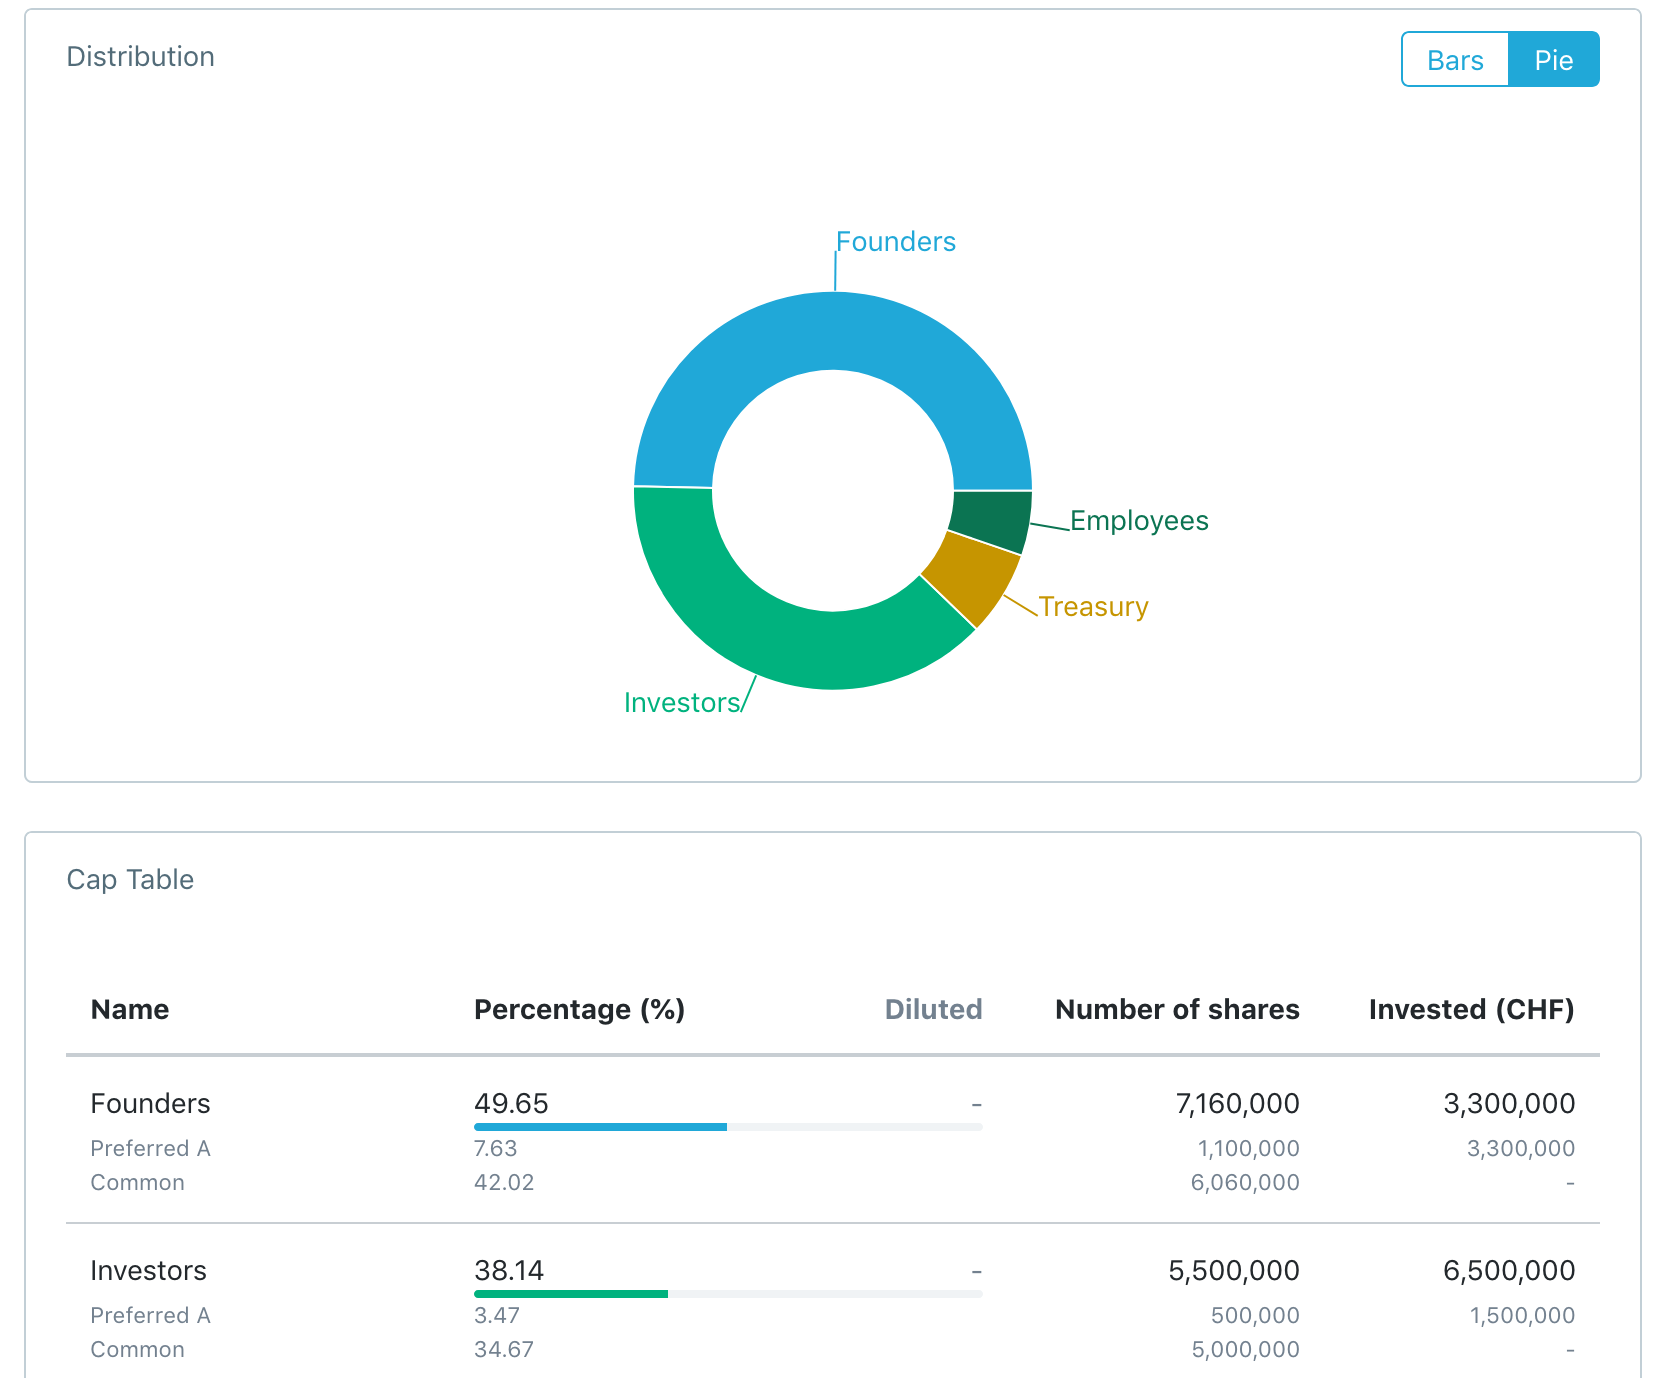 Distribution
Bars Pie
Founders
Employees
Treasury
Investors
Cap Table
Name Percentage (%) Diluted Number of shares Invested (CHF)
Founders 49.65 - 7,160,000 3,300,000
Preferred A 7.63 1,100,000 3,300,000
Common 42.02 6,060,000 -
Investors 38.14 - 5,500,000 6,500,000
Preferred A 3.47 500,000 1,500,000
Common 34.67 5,000,000 -